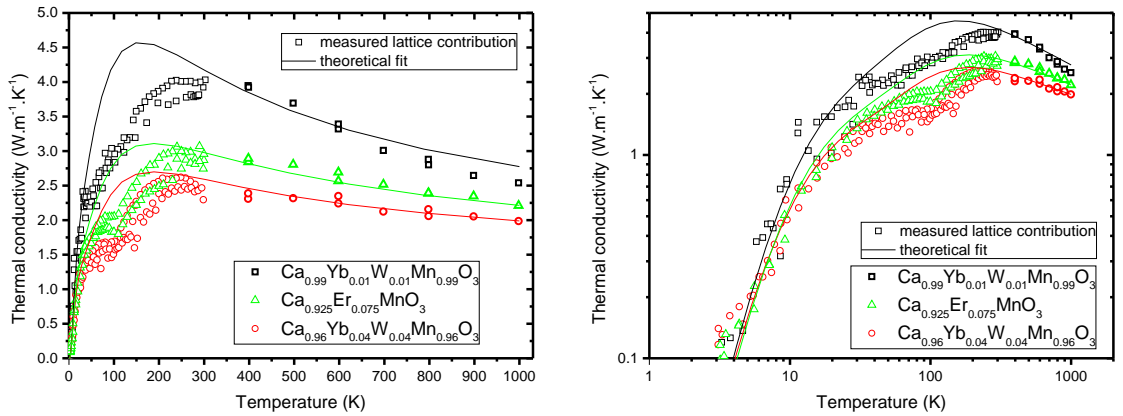 Thermal conductivity (W.m⁻¹.K⁻¹)
5.0
4.5
4.0
3.5
3.0
2.5
2.0
1.5
1.0
0.5
0.0
measured lattice contribution
theoretical fit
Ca₀.₉₉Yb₀.₀₁W₀.₀₁Mn₀.₉₉O₃
Ca₀.₉₂₅Er₀.₀₇₅MnO₃
Ca₀.₉₆Yb₀.₀₄W₀.₀₄Mn₀.₉₆O₃
0 100 200 300 400 500 600 700 800 900 1000
Temperature (K)
Thermal conductivity (W.m⁻¹.K⁻¹)
1
0.1
measured lattice contribution
theoretical fit
Ca₀.₉₉Yb₀.₀₁W₀.₀₁Mn₀.₉₉O₃
Ca₀.₉₂₅Er₀.₀₇₅MnO₃
Ca₀.₉₆Yb₀.₀₄W₀.₀₄Mn₀.₉₆O₃
1 10 100 1000
Temperature (K)